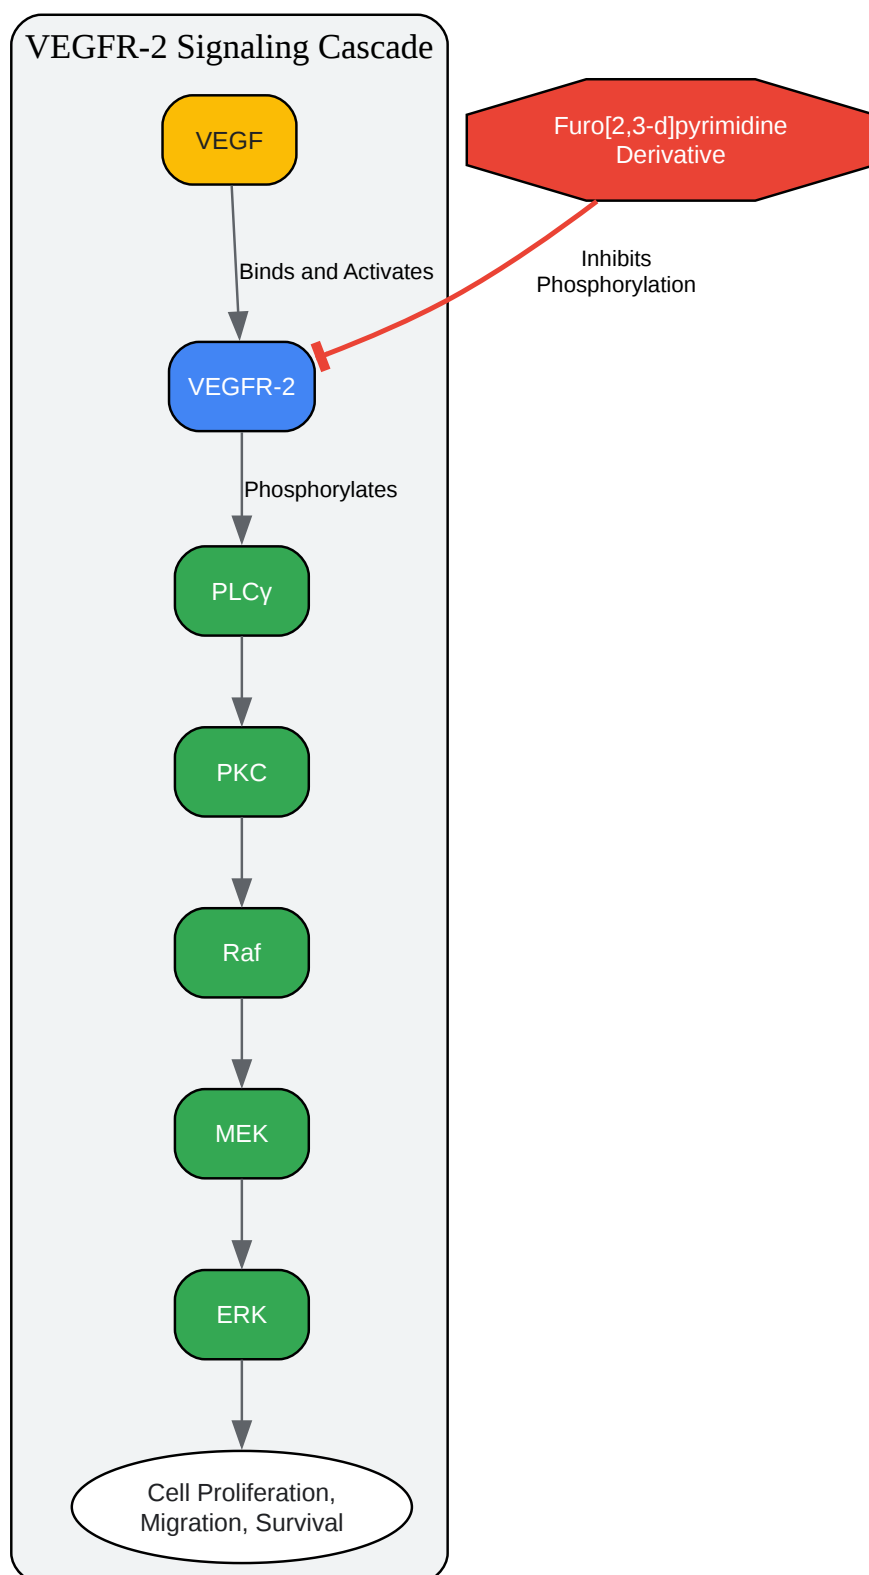 VEGFR-2 Signaling Cascade
VEGF
Furo[2,3-d]pyrimidine
Derivative
Binds and Activates
Inhibits
Phosphorylation
VEGFR-2
Phosphorylates
PLCγ
PKC
Raf
MEK
ERK
Cell Proliferation,
Migration, Survival